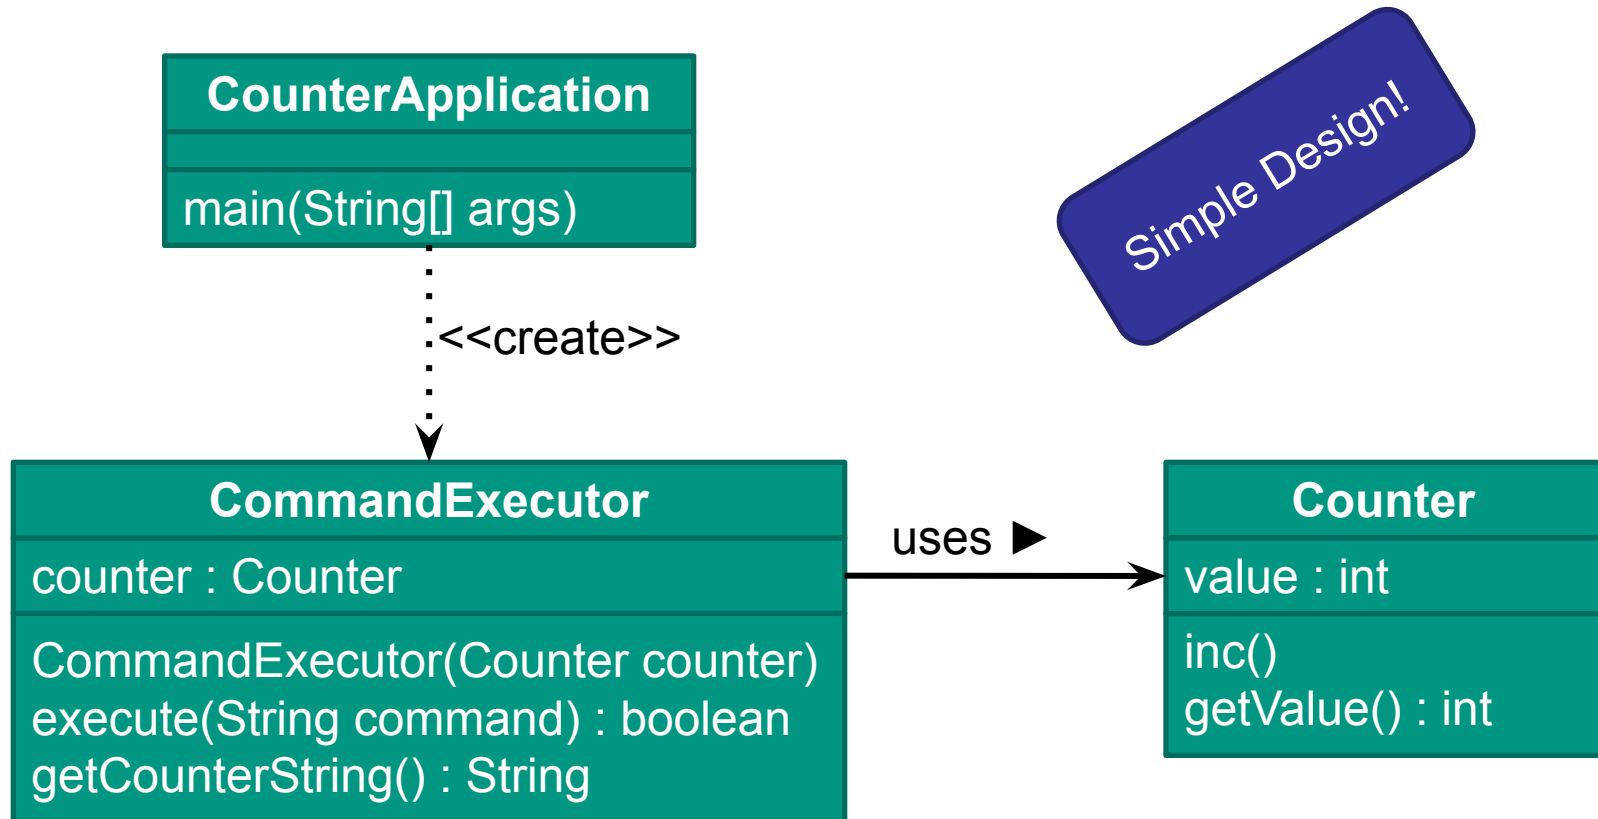 CounterApplication
main(String[] args)
Simple Design!
<<create>>
CommandExecutor
counter : Counter
CommandExecutor(Counter counter)
execute(String command) : boolean
getCounterString() : String
uses ►
Counter
value : int
inc()
getValue() : int